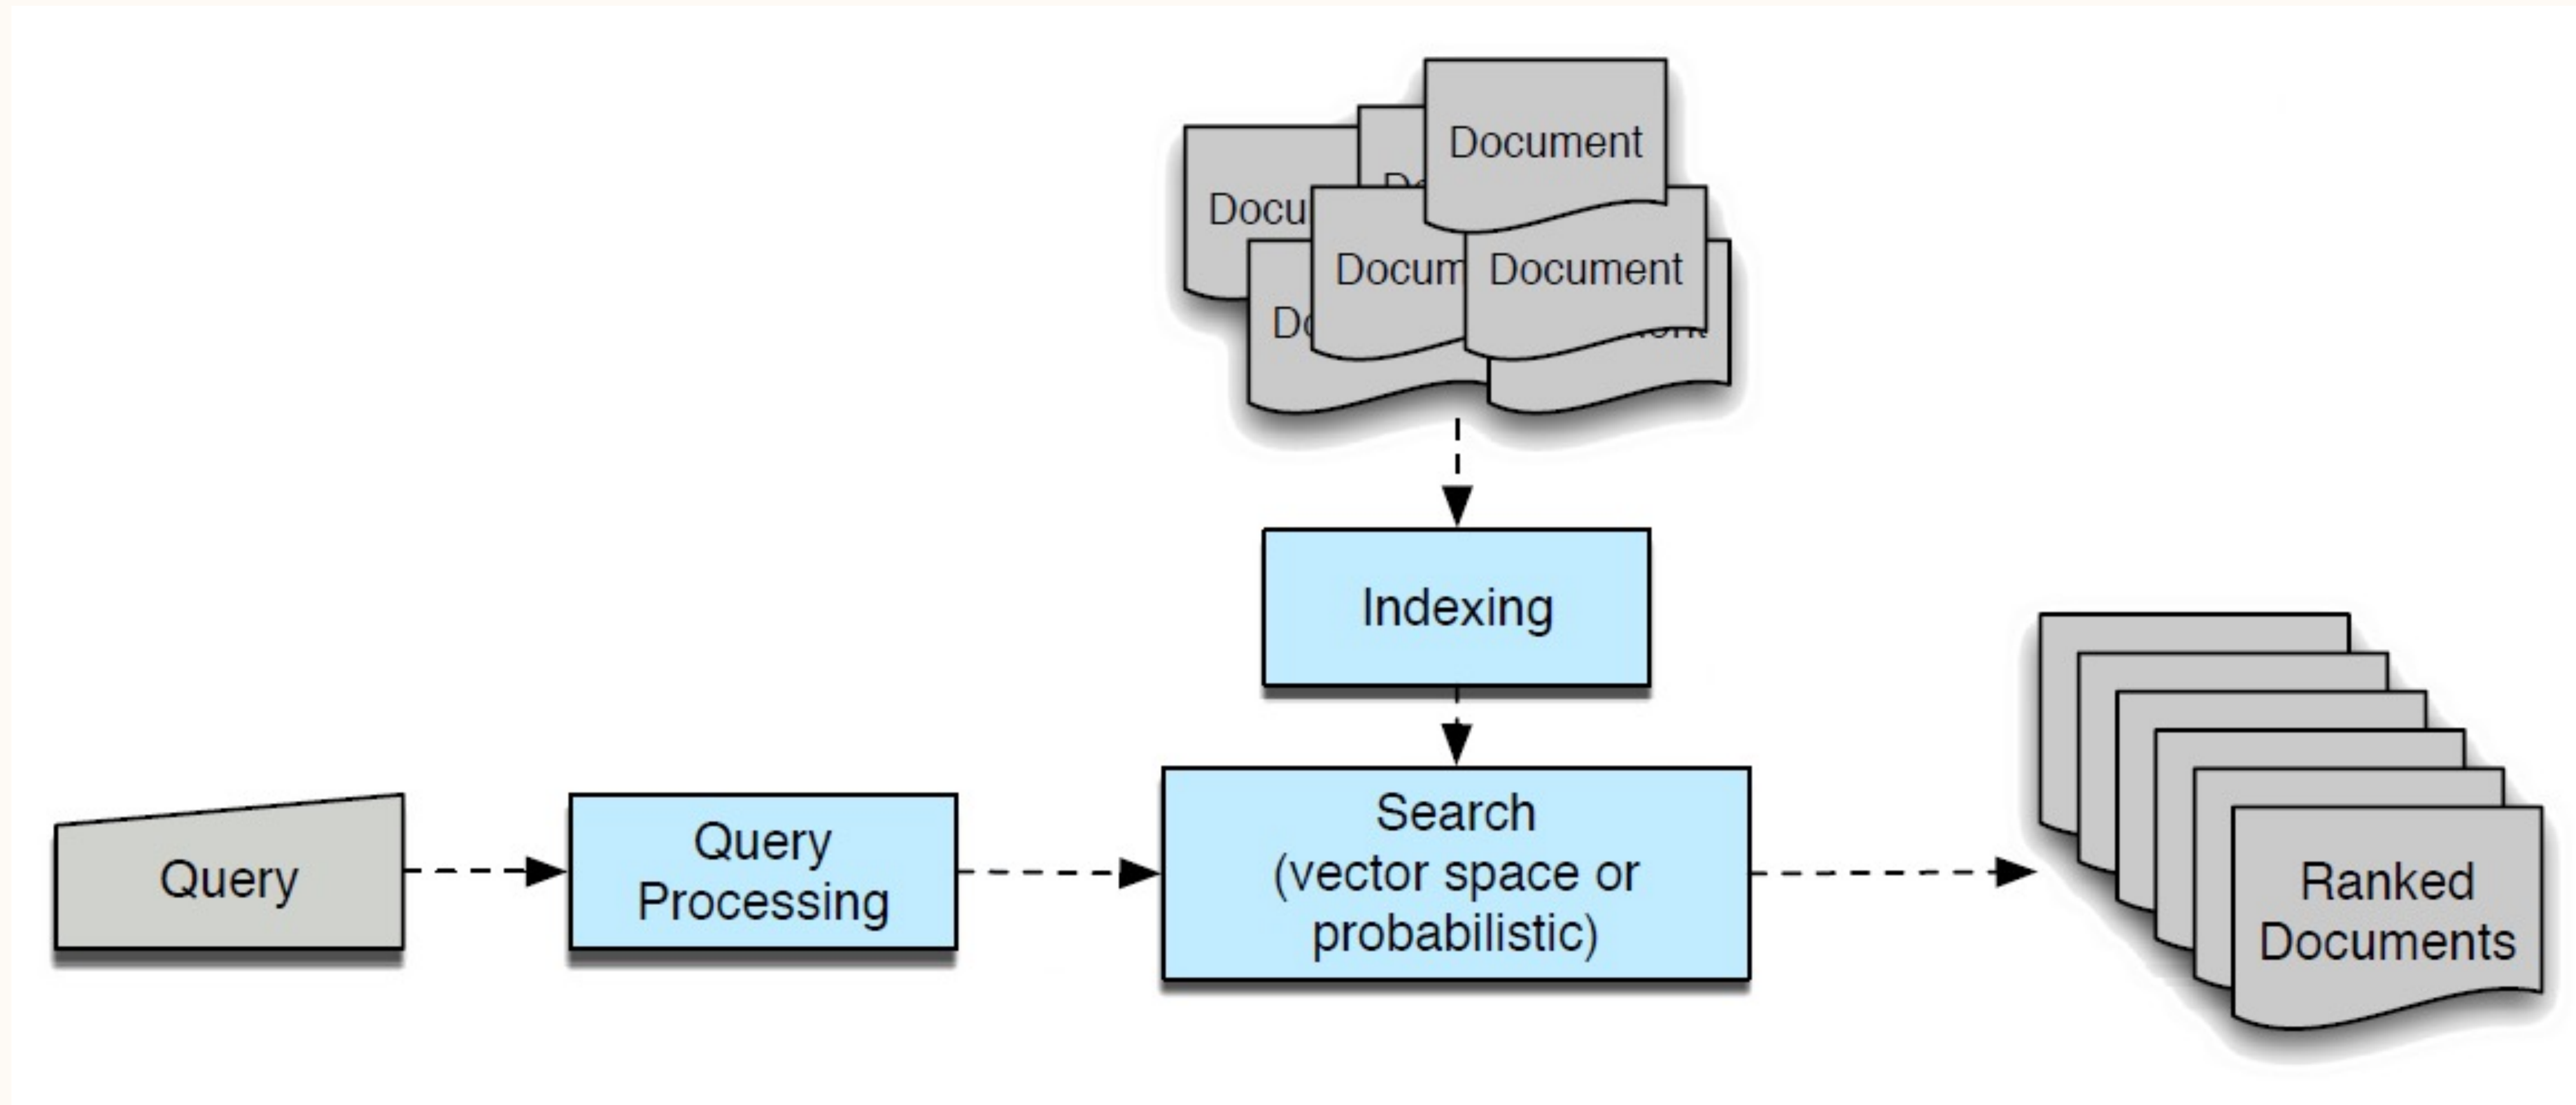 Document
Docu
Docum
Document
Indexing
Query
Query
Processing
Search
(vector space or
probabilistic)
Ranked
Documents